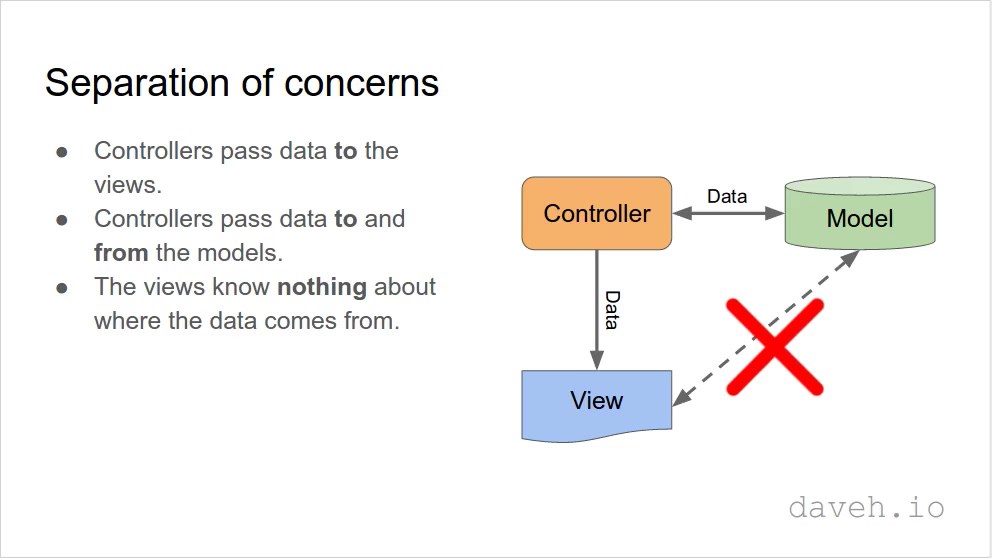 Separation of concerns
● Controllers pass data to the
views.
● Controllers pass data to and
from the models.
● The views know nothing about
where the data comes from.
Controller
Data
Model
Data
View
daveh.io